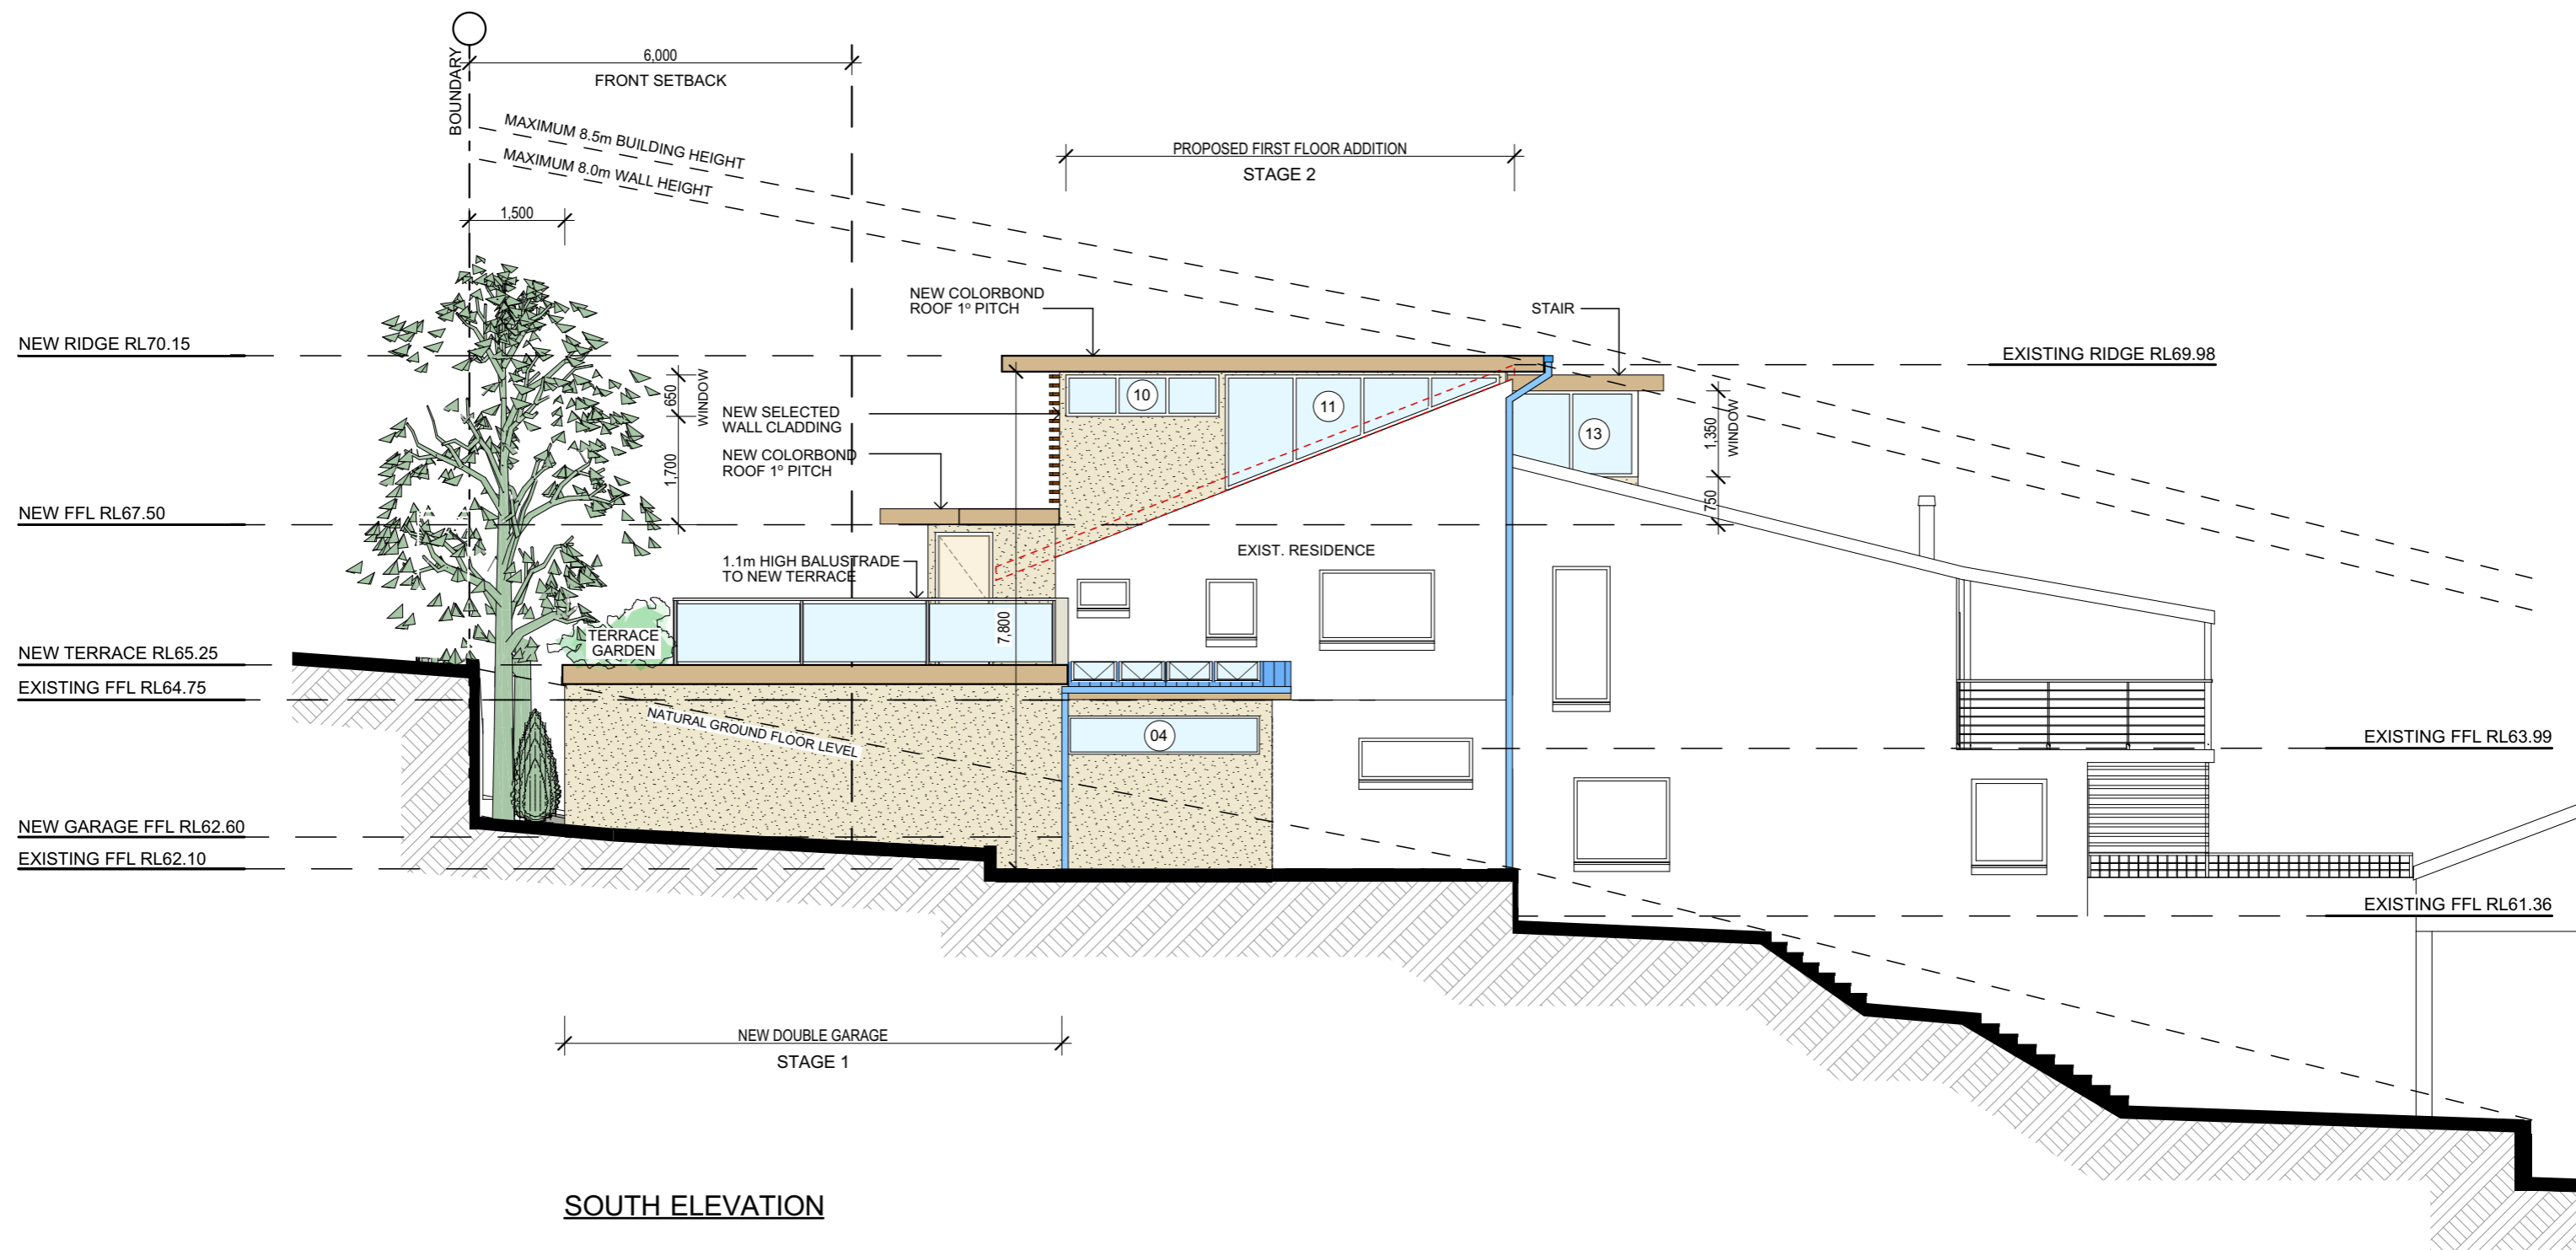 BOUNDARY
6,000
FRONT SETBACK
MAXIMUM 8.5m BUILDING HEIGHT
MAXIMUM 8.0m WALL HEIGHT
1,500
PROPOSED FIRST FLOOR ADDITION
STAGE 2
NEW COLORBOND
ROOF 1º PITCH
STAIR
NEW RIDGE RL70.15
EXISTING RIDGE RL69.98
650
WINDOW
1,700
NEW SELECTED
WALL CLADDING
NEW COLORBOND
ROOF 1º PITCH
10
11
13
1,350
WINDOW
750
NEW FFL RL67.50
1.1m HIGH BALUSTRADE
TO NEW TERRACE
EXIST. RESIDENCE
7,800
TERRACE
GARDEN
NEW TERRACE RL65.25
EXISTING FFL RL64.75
NATURAL GROUND FLOOR LEVEL
04
EXISTING FFL RL63.99
NEW GARAGE FFL RL62.60
EXISTING FFL RL62.10
EXISTING FFL RL61.36
NEW DOUBLE GARAGE
STAGE 1
SOUTH ELEVATION